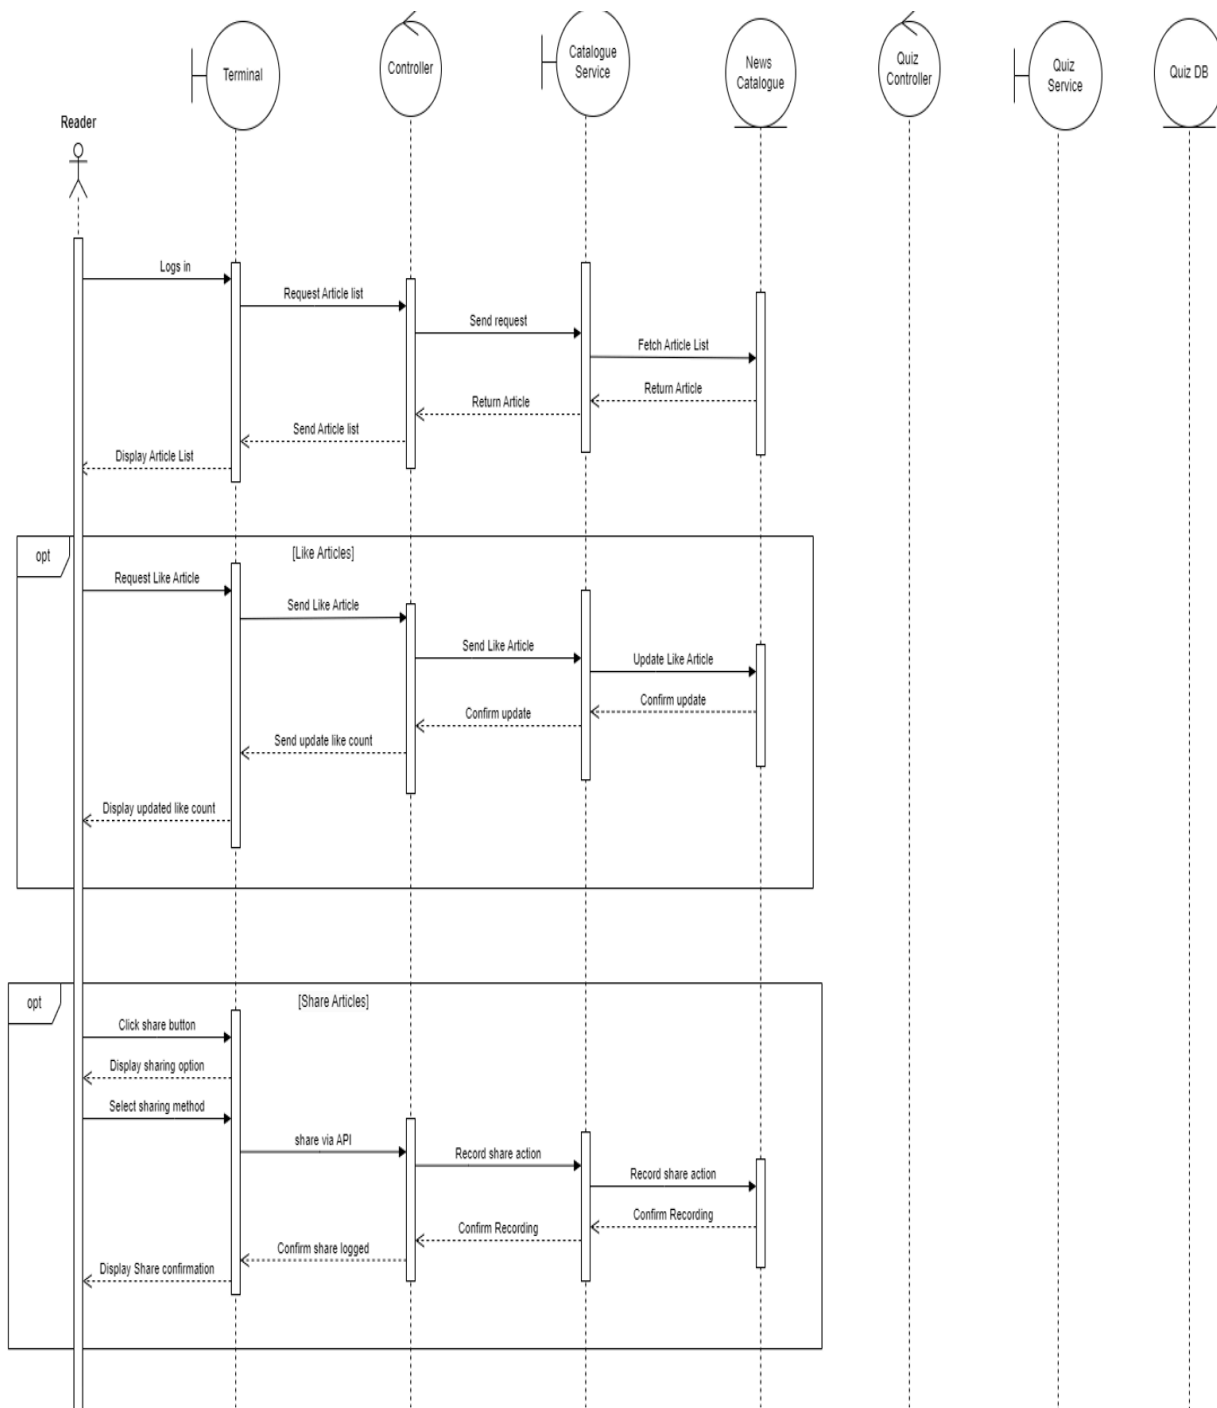 Terminal
Controller
Catalogue
Service
News
Catalogue
Quiz
Controller
Quiz
Service
Quiz DB
Reader
Logs in
Request Article list
Send request
Fetch Article List
Return Article
Return Article
Send Article list
Display Article List
opt
[Like Articles]
Request Like Article
Send Like Article
Send Like Article
Update Like Article
Confirm update
Confirm update
Send update like count
Display updated like count
opt
[Share Articles]
Click share button
Display sharing option
Select sharing method
share via API
Record share action
Record share action
Confirm Recording
Confirm Recording
Confirm share logged
Display Share confirmation